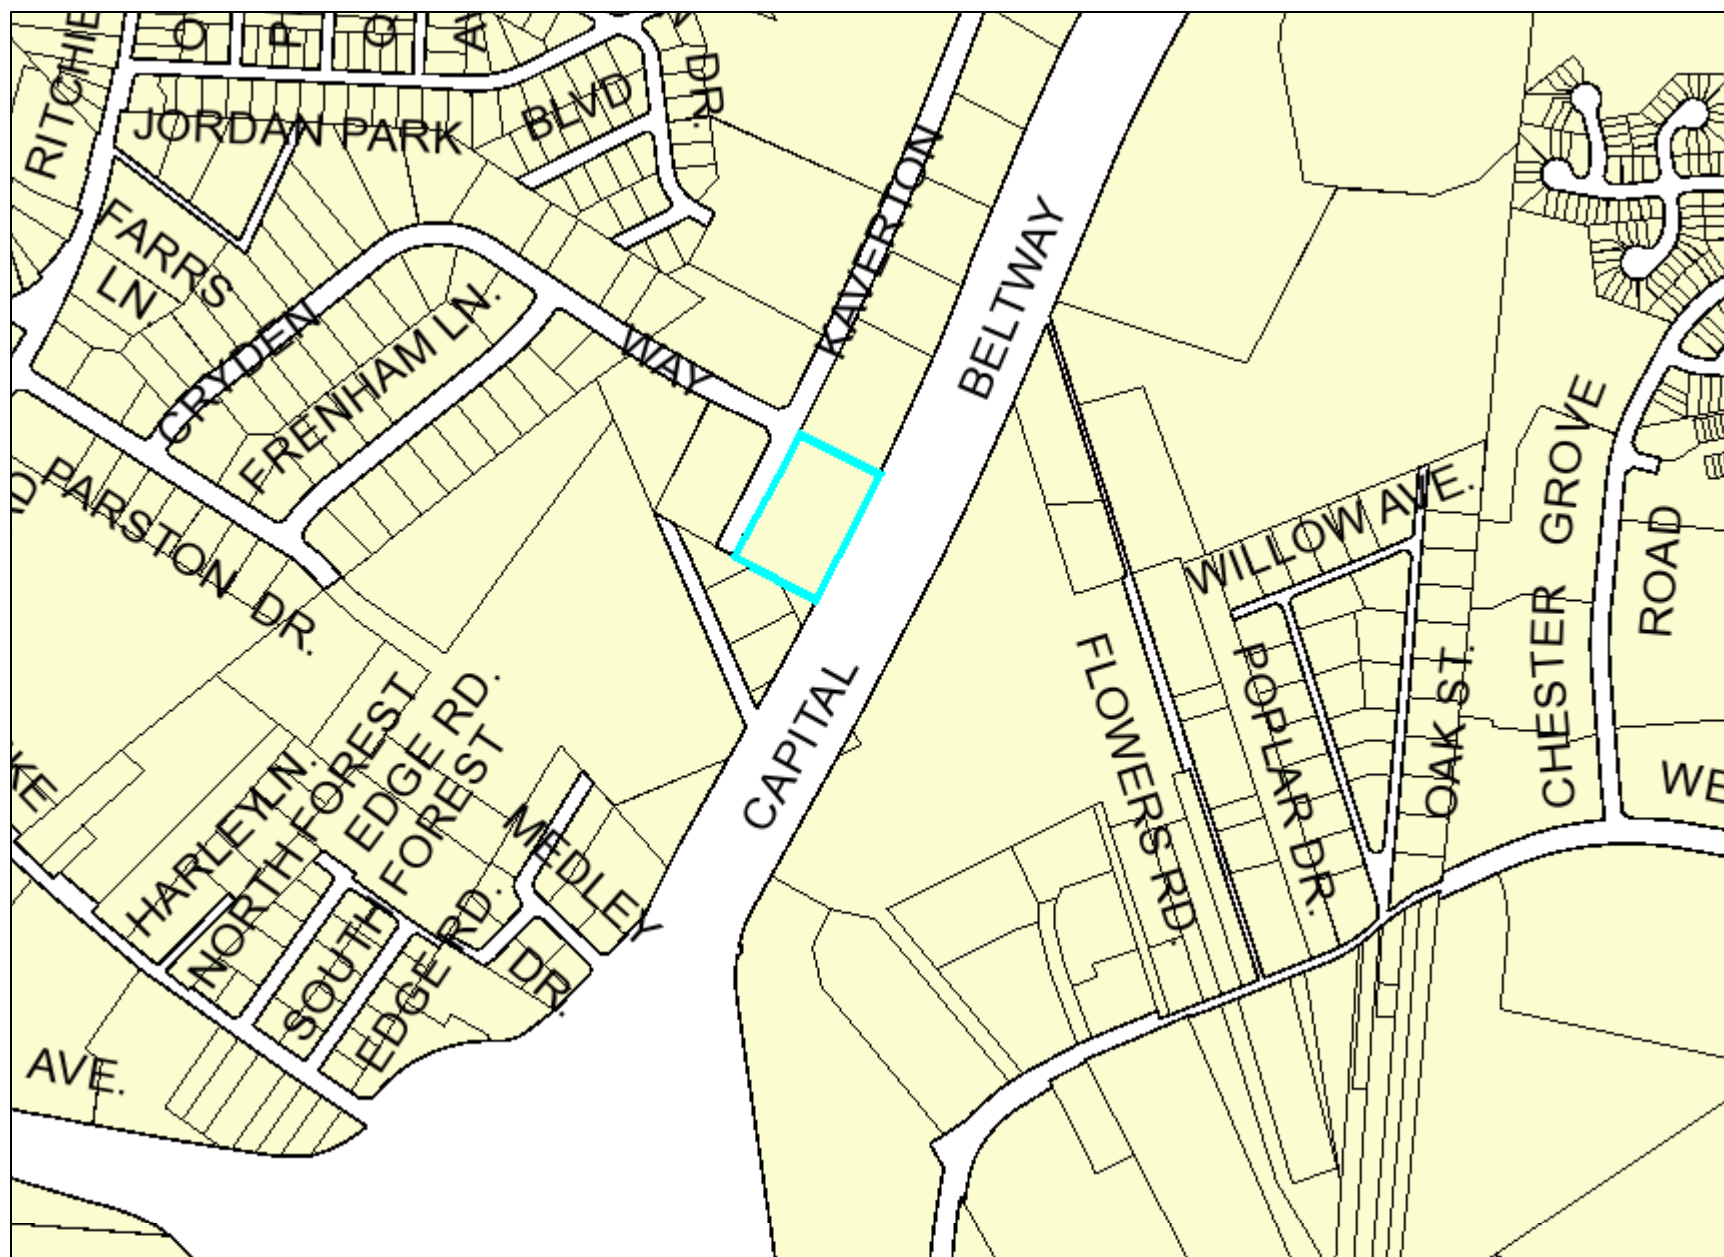 RITCHIE
DR.
BLVD
JORDAN PARK
KAVERTON
FARRS
LN.
BELTWAY
CRYDEN
WAY
FRENHAM LN.
PARSTON DR.
WILLOW AVE.
CHESTER GROVE
ROAD
FLOWERS RD.
POPLAR DR.
OAK ST.
CAPITAL
HARLEY LN.
NORTH FOREST
EDGE RD.
SOUTH FOREST
EDGE RD.
MEDLEY
DR.
AVE.